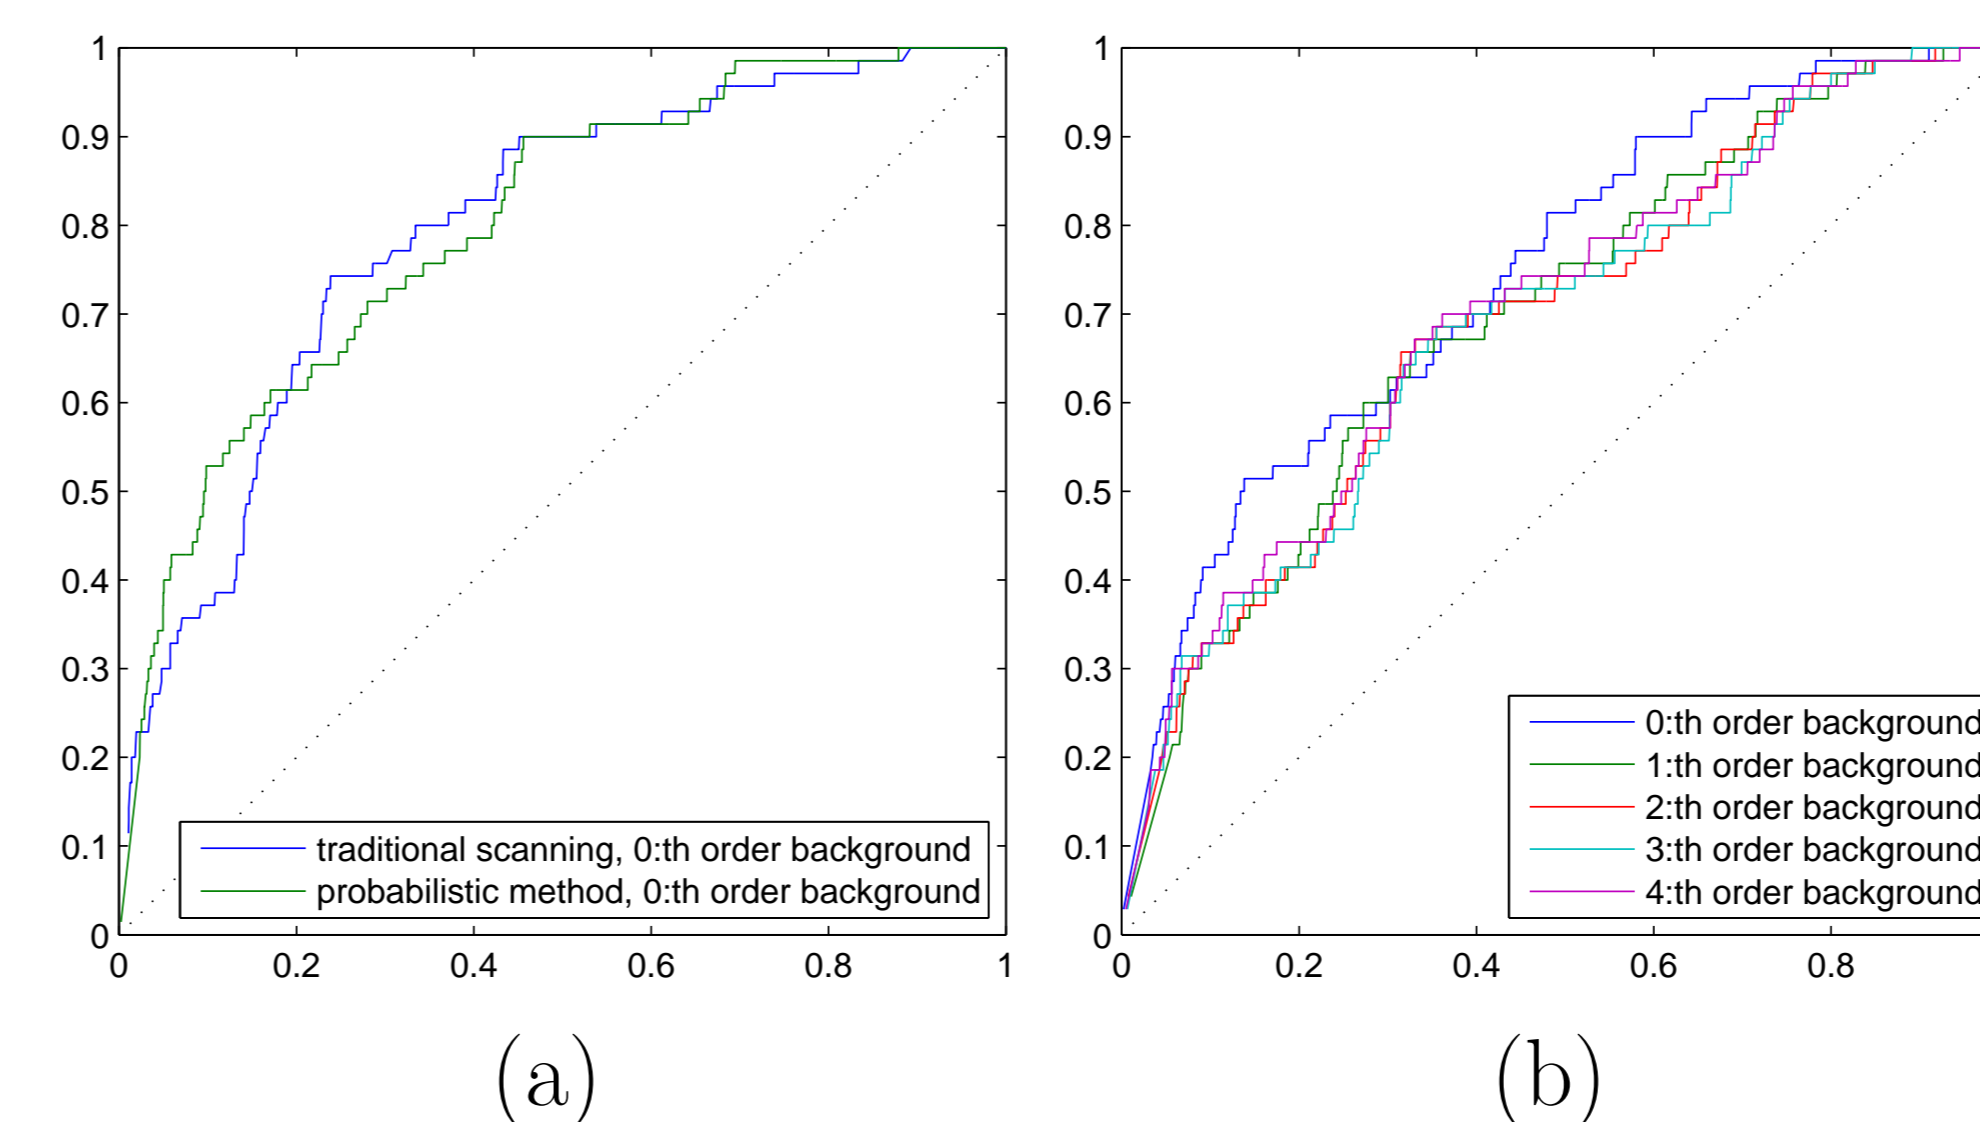 1
0.9
0.8
0.7
0.6
0.5
0.4
0.3
0.2
0.1
0
0 0.2 0.4 0.6 0.8 1
traditional scanning, 0:th order background
probabilistic method, 0:th order background
(a)
1
0.9
0.8
0.7
0.6
0.5
0.4
0.3
0.2
0.1
0
0 0.2 0.4 0.6 0.8
0:th order background
1:th order background
2:th order background
3:th order background
4:th order background
(b)